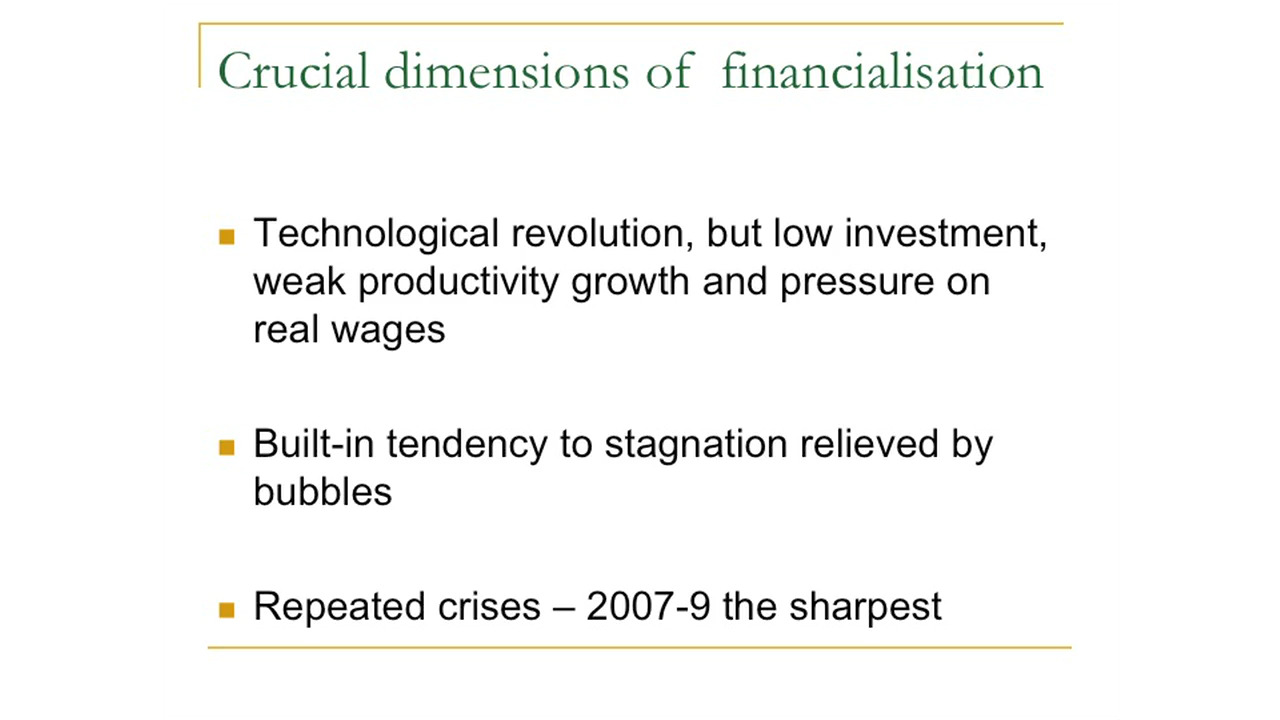 Crucial dimensions of financialisation
Technological revolution, but low investment,
weak productivity growth and pressure on
real wages
Built-in tendency to stagnation relieved by
bubbles
Repeated crises – 2007-9 the sharpest